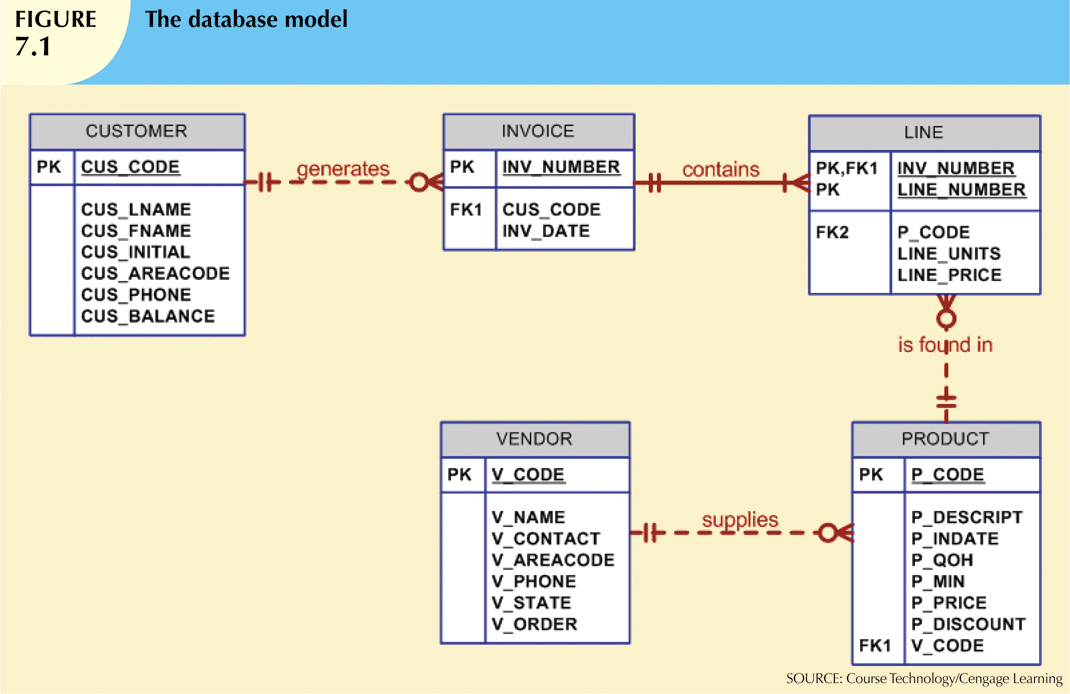 FIGURE
7.1
The database model
CUSTOMER
PK CUS_CODE
CUS_LNAME
CUS_FNAME
CUS_INITIAL
CUS_AREACODE
CUS_PHONE
CUS_BALANCE
generates
INVOICE
PK INV_NUMBER
FK1 CUS_CODE
INV_DATE
contains
LINE
PK,FK1 INV_NUMBER
PK LINE_NUMBER
FK2 P_CODE
LINE_UNITS
LINE_PRICE
is found in
VENDOR
PK V_CODE
V_NAME
V_CONTACT
V_AREACODE
V_PHONE
V_STATE
V_ORDER
supplies
PRODUCT
PK P_CODE
P_DESCRIPT
P_INDATE
P_QOH
P_MIN
P_PRICE
P_DISCOUNT
FK1 V_CODE
SOURCE: Course Technology/Cengage Learning